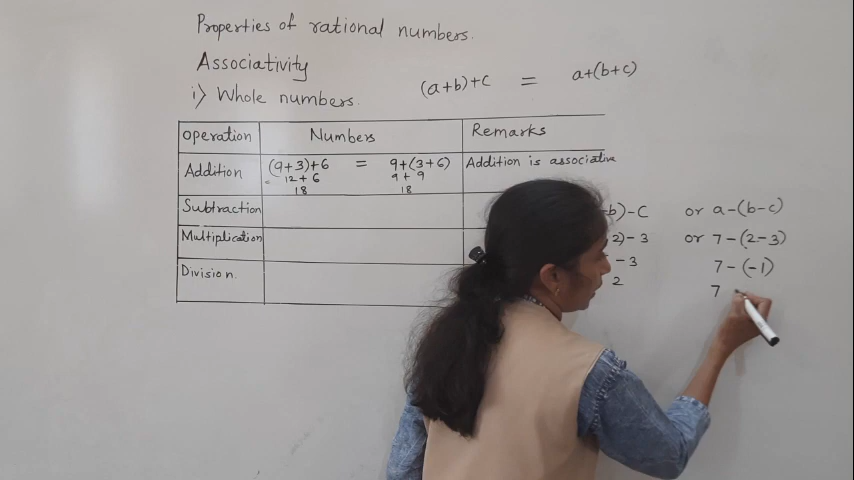 Properties of rational numbers.
Associativity
i) Whole numbers. (a+b)+c = a+(b+c)
Operation Numbers Remarks
Addition (9+3)+6 = 9+(3+6) Addition is associative
12+6 9+9
18 18
Subtraction
Multiplication
Division.
b)-c or a-(b-c)
2)-3 or 7-(2-3)
-3 7-(-1)
2 7